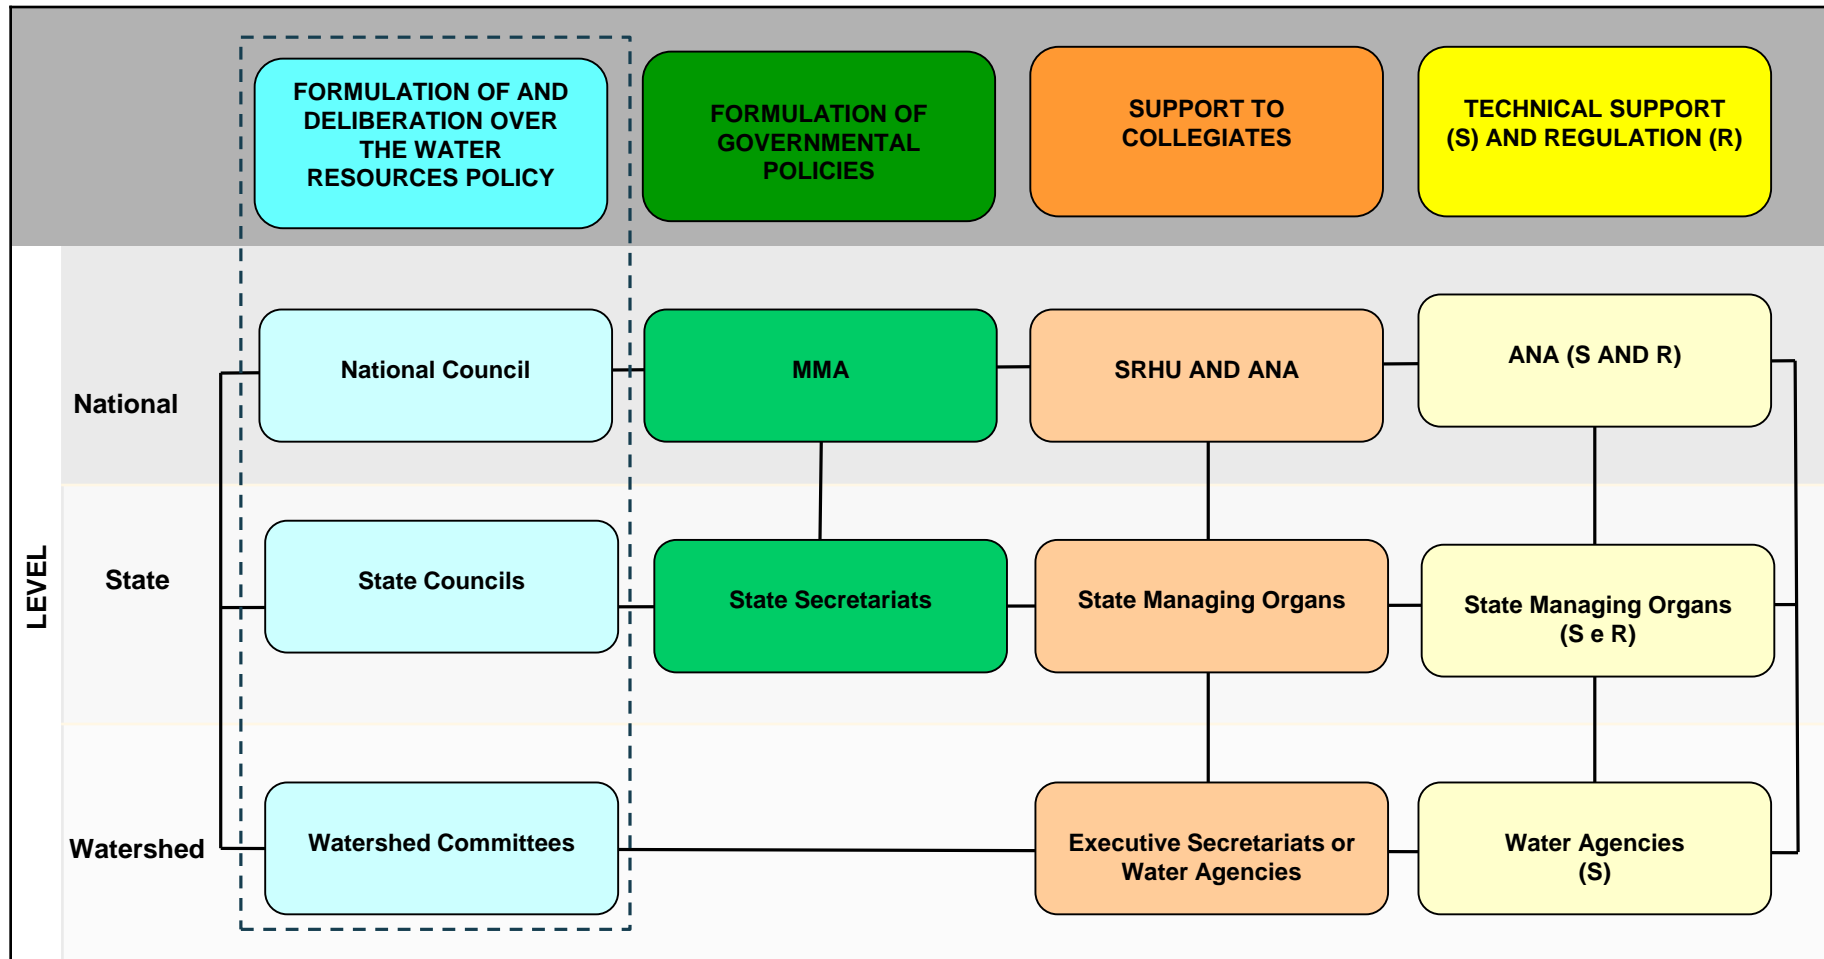 FORMULATION OF AND
DELIBERATION OVER
THE WATER
RESOURCES POLICY
FORMULATION OF
GOVERNMENTAL
POLICIES
SUPPORT TO
COLLEGIATES
TECHNICAL SUPPORT
(S) AND REGULATION (R)
LEVEL
National
National Council
MMA
SRHU AND ANA
ANA (S AND R)
State
State Councils
State Secretariats
State Managing Organs
State Managing Organs
(S e R)
Watershed
Watershed Committees
Executive Secretariats or
Water Agencies
Water Agencies
(S)